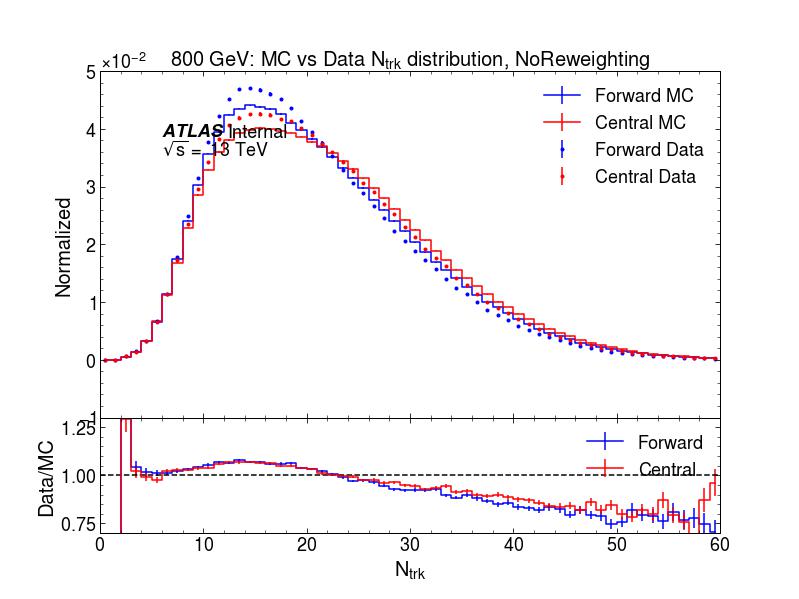 ×10⁻²
800 GeV: MC vs Data Nₜᵣₖ distribution, NoReweighting
5
4
3
2
1
0
−1
Normalized
ATLAS Internal
√s = 13 TeV
Forward MC
Central MC
Forward Data
Central Data
1.25
1.00
0.75
Data/MC
Forward
Central
0 10 20 30 40 50 60
Nₜᵣₖ